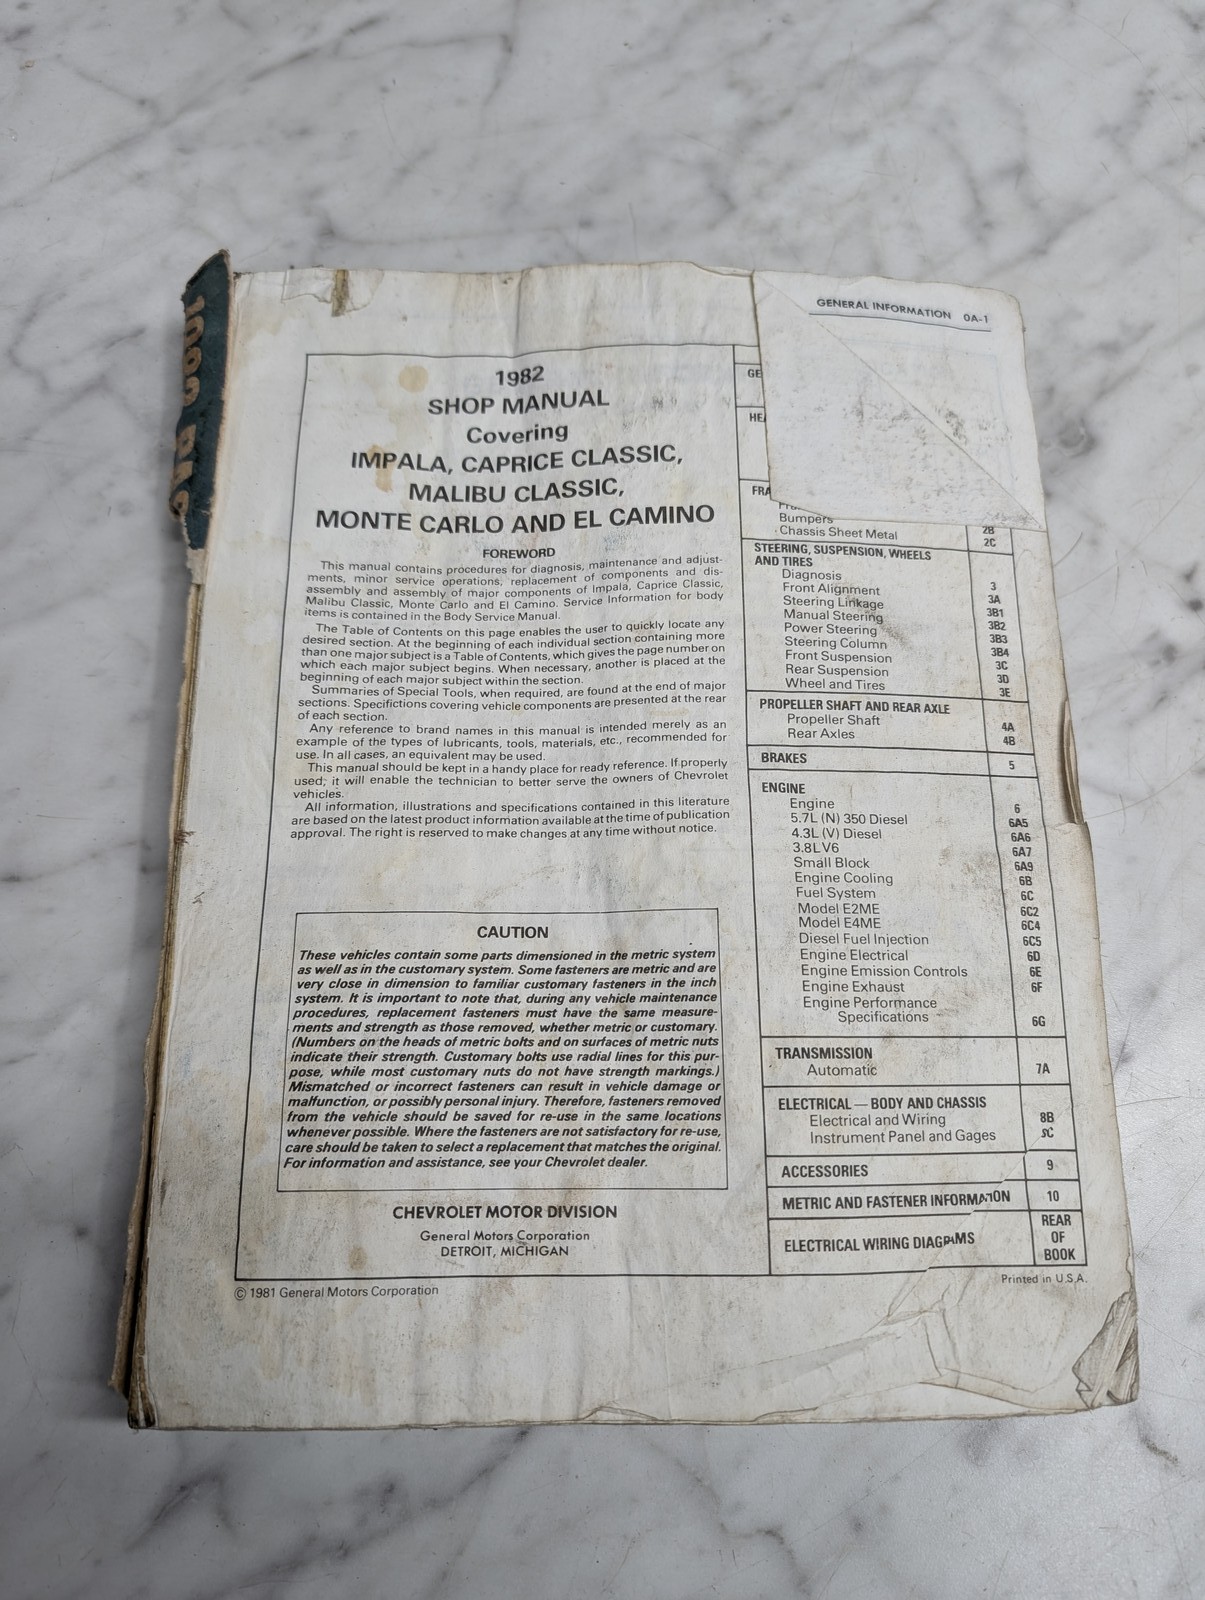 GENERAL INFORMATION 0A-1
1982
SHOP MANUAL
Covering
IMPALA, CAPRICE CLASSIC,
MALIBU CLASSIC,
MONTE CARLO AND EL CAMINO
FOREWORD
This manual contains procedures for diagnosis, maintenance and adjust-
ments, minor service operations, replacement of components and dis-
assembly and assembly of major components of Impala, Caprice Classic,
Malibu Classic, Monte Carlo and El Camino. Service Information for body
items is contained in the Body Service Manual.
The Table of Contents on this page enables the user to quickly locate any
desired section. At the beginning of each individual section containing more
than one major subject is a Table of Contents, which gives the page number on
which each major subject begins. When necessary, another is placed at the
beginning of each major subject within the section.
Summaries of Special Tools, when required, are found at the end of major
sections. Specifictions covering vehicle components are presented at the rear
of each section.
Any reference to brand names in this manual is intended merely as an
example of the types of lubricants, tools, materials, etc., recommended for
use. In all cases, an equivalent may be used.
This manual should be kept in a handy place for ready reference. If properly
used; it will enable the technician to better serve the owners of Chevrolet
vehicles.
All information, illustrations and specifications contained in this literature
are based on the latest product information available at the time of publication
approval. The right is reserved to make changes at any time without notice.
CAUTION
These vehicles contain some parts dimensioned in the metric system
as well as in the customary system. Some fasteners are metric and are
very close in dimension to familiar customary fasteners in the inch
system. It is important to note that, during any vehicle maintenance
procedures, replacement fasteners must have the same measure-
ments and strength as those removed, whether metric or customary.
(Numbers on the heads of metric bolts and on surfaces of metric nuts
indicate their strength. Customary bolts use radial lines for this pur-
pose, while most customary nuts do not have strength markings.)
Mismatched or incorrect fasteners can result in vehicle damage or
malfunction, or possibly personal injury. Therefore, fasteners removed
from the vehicle should be saved for re-use in the same locations
whenever possible. Where the fasteners are not satisfactory for re-use,
care should be taken to select a replacement that matches the original.
For information and assistance, see your Chevrolet dealer.
CHEVROLET MOTOR DIVISION
General Motors Corporation
DETROIT, MICHIGAN
© 1981 General Motors Corporation
GE
HEA
FRA
Bumpers 2B
Chassis Sheet Metal 2C
STEERING, SUSPENSION, WHEELS
AND TIRES
Diagnosis 3
Front Alignment 3A
Steering Linkage 3B1
Manual Steering 3B2
Power Steering 3B3
Steering Column 3B4
Front Suspension 3C
Rear Suspension 3D
Wheel and Tires 3E
PROPELLER SHAFT AND REAR AXLE
Propeller Shaft 4A
Rear Axles 4B
BRAKES 5
ENGINE
Engine 6
5.7L (N) 350 Diesel 6A5
4.3L (V) Diesel 6A6
3.8L V6 6A7
Small Block 6A9
Engine Cooling 6B
Fuel System 6C
Model E2ME 6C2
Model E4ME 6C4
Diesel Fuel Injection 6C5
Engine Electrical 6D
Engine Emission Controls 6E
Engine Exhaust 6F
Engine Performance
Specifications 6G
TRANSMISSION
Automatic 7A
ELECTRICAL — BODY AND CHASSIS
Electrical and Wiring 8B
Instrument Panel and Gages
ACCESSORIES 9
METRIC AND FASTENER INFORMATION 10
ELECTRICAL WIRING DIAGRAMS REAR
OF
BOOK
Printed in U.S.A.